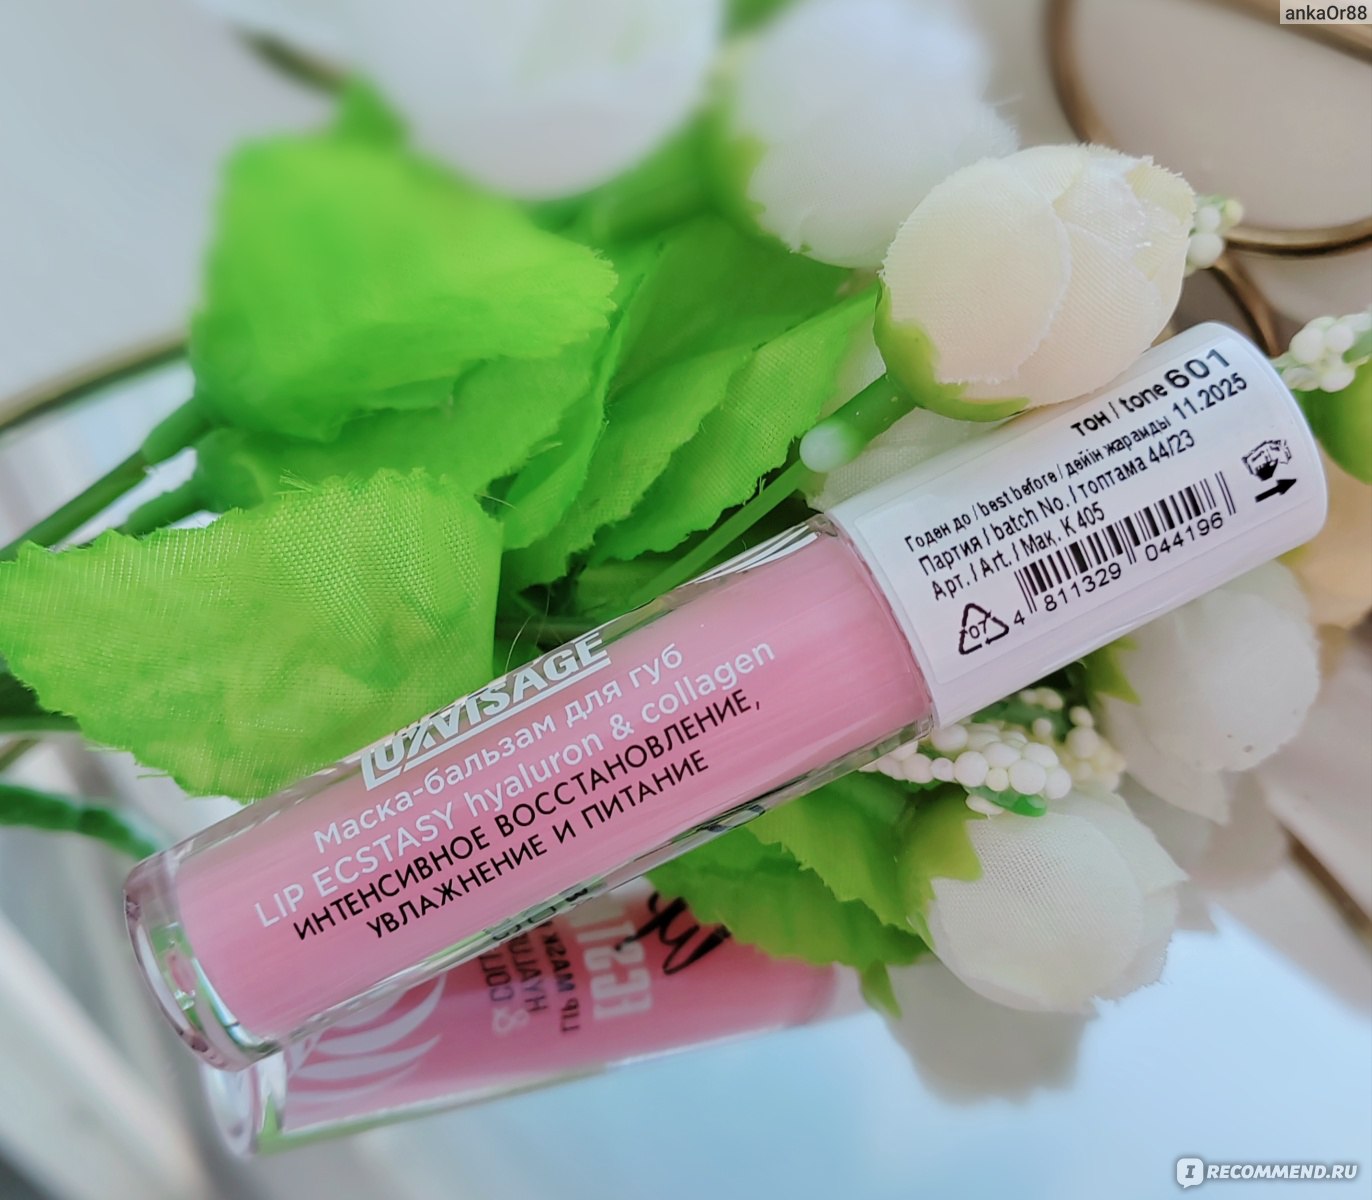 ankaOr88
тон / tone 601
Годен до / best before / дейін жарамды 11.2025
Партия / batch No. / топтама 44/23
Арт. / Art. / Мак. К 405
4 811329 044196
07
LUXVISAGE
Маска-бальзам для губ
LIP ECSTASY hyaluron & collagen
ИНТЕНСИВНОЕ ВОССТАНОВЛЕНИЕ,
УВЛАЖНЕНИЕ И ПИТАНИЕ
IRECOMMEND.RU